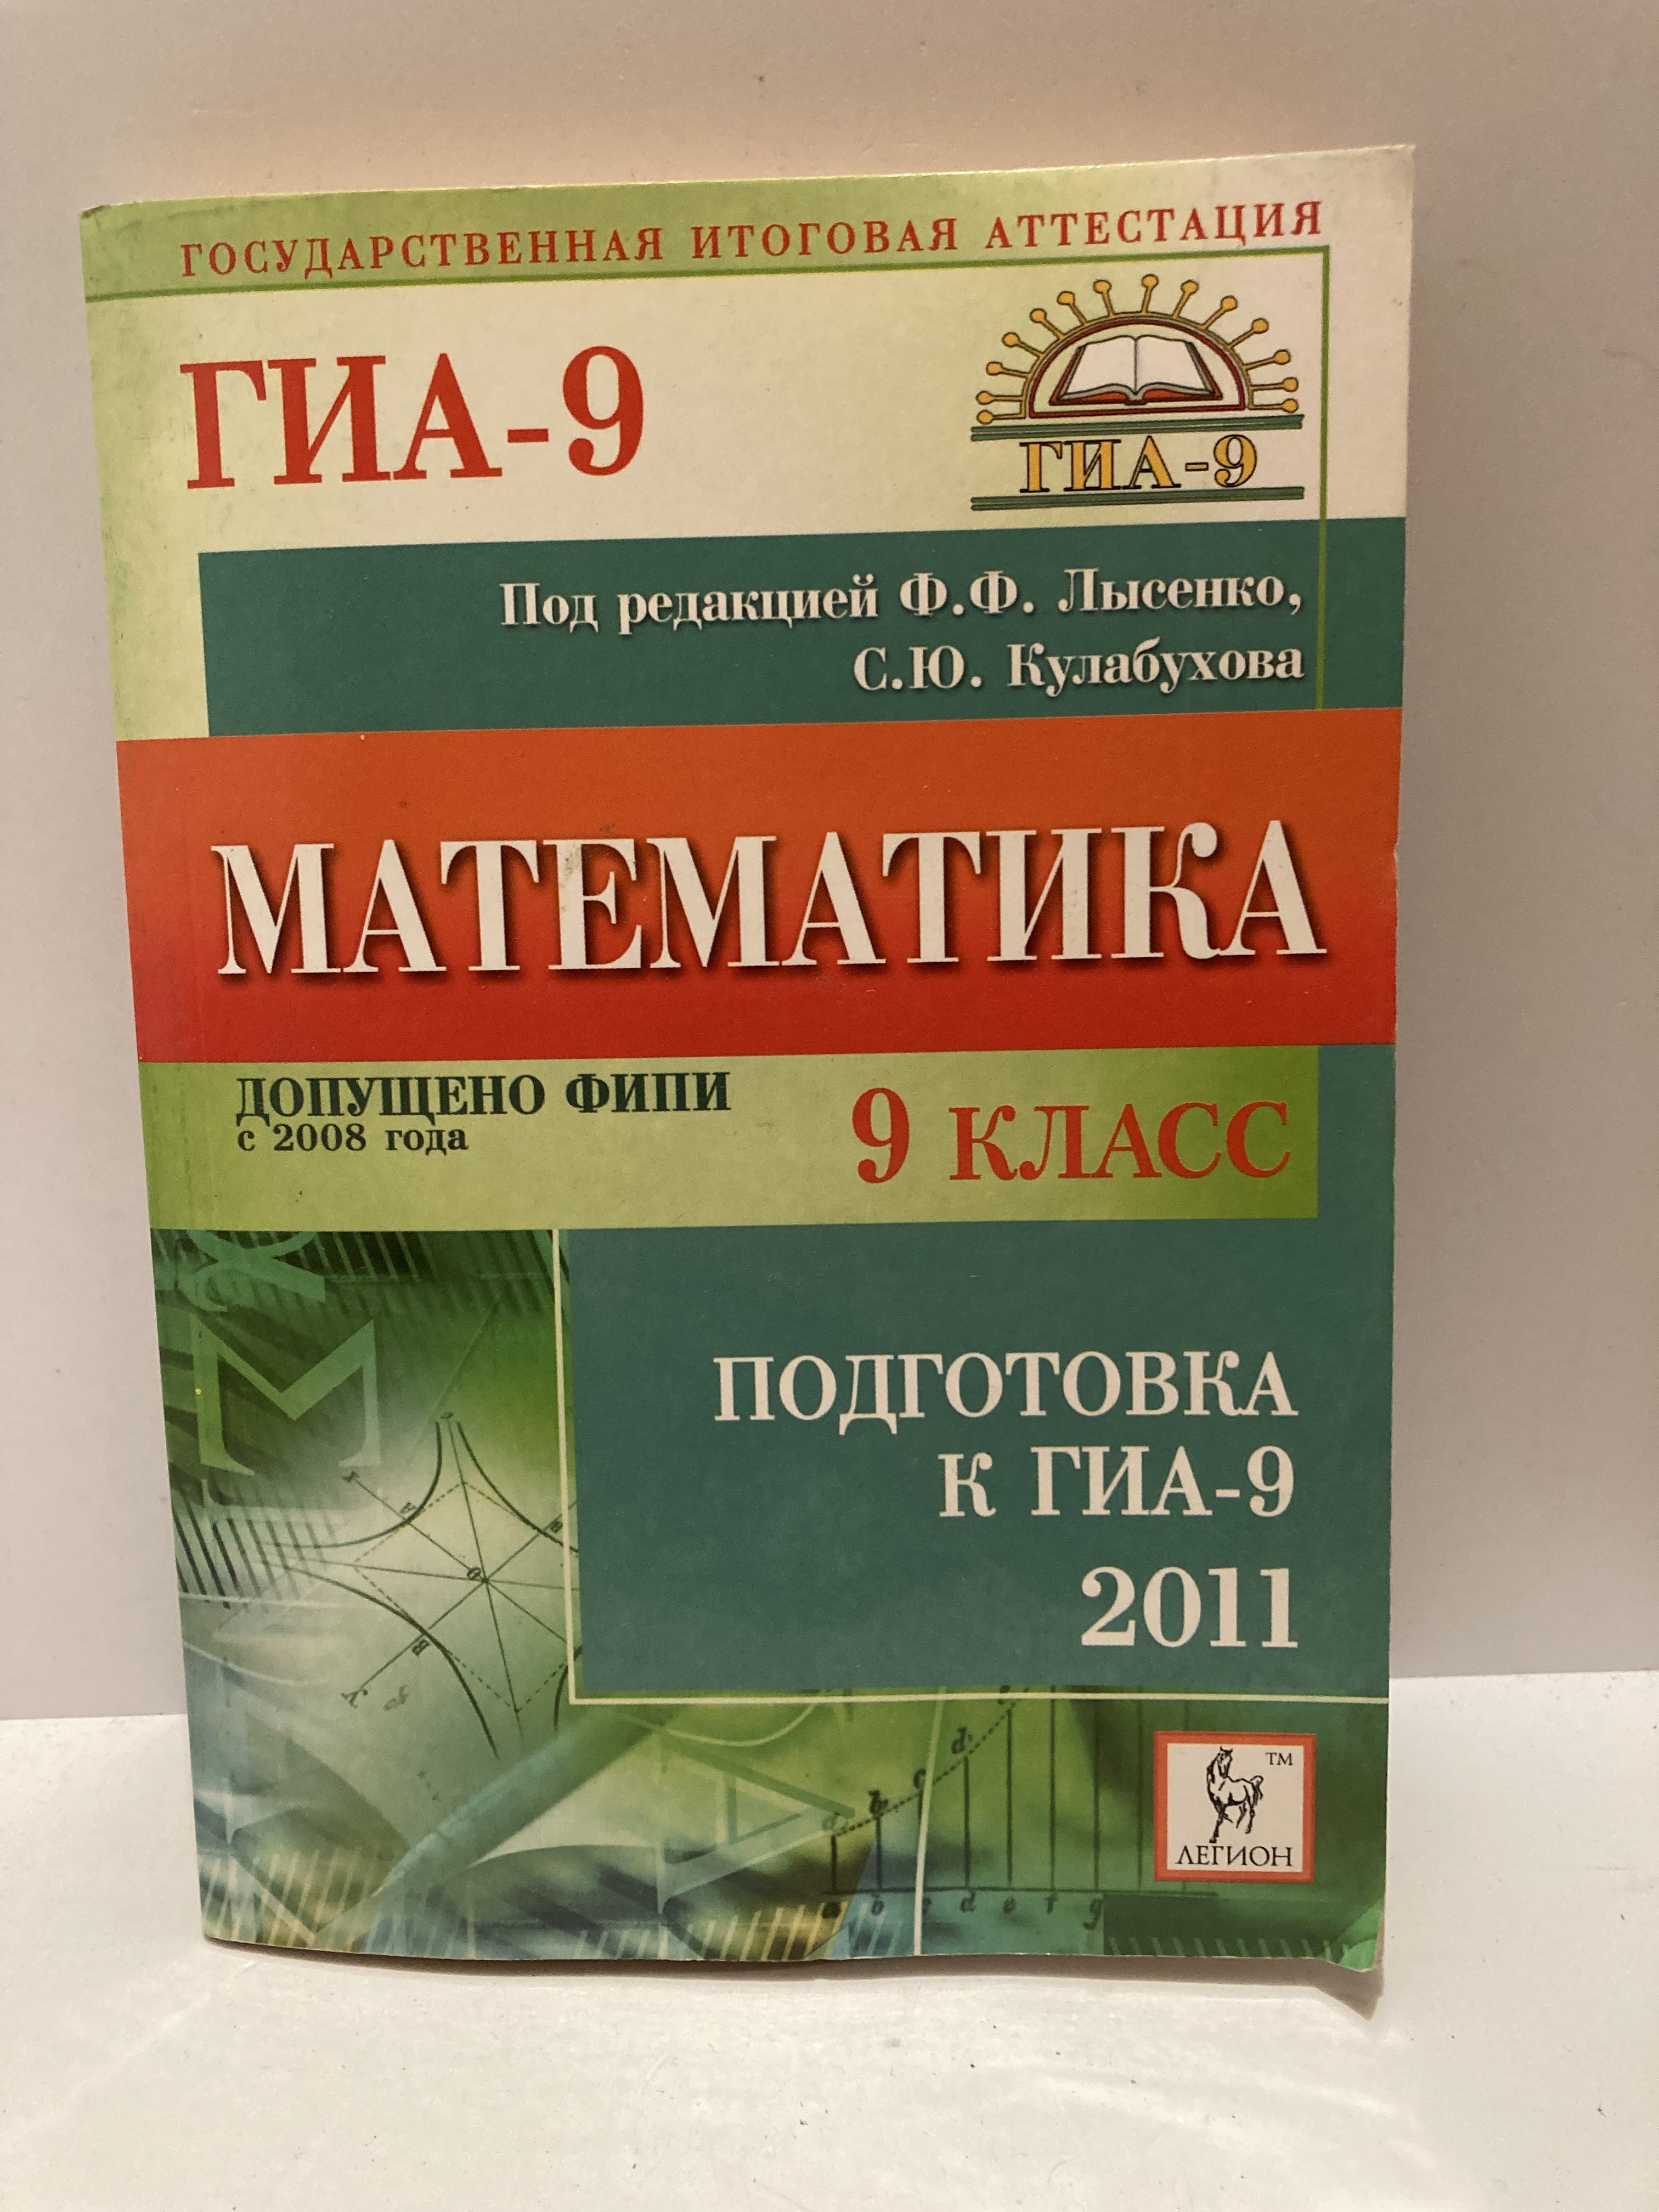 ГОСУДАРСТВЕННАЯ ИТОГОВАЯ АТТЕСТАЦИЯ
ГИА-9
ГИА-9
Под редакцией Ф.Ф. Лысенко,
С.Ю. Кулабухова
МАТЕМАТИКА
ДОПУЩЕНО ФИПИ
с 2008 года
9 КЛАСС
ПОДГОТОВКА
К ГИА-9
2011
TM
ЛЕГИОН